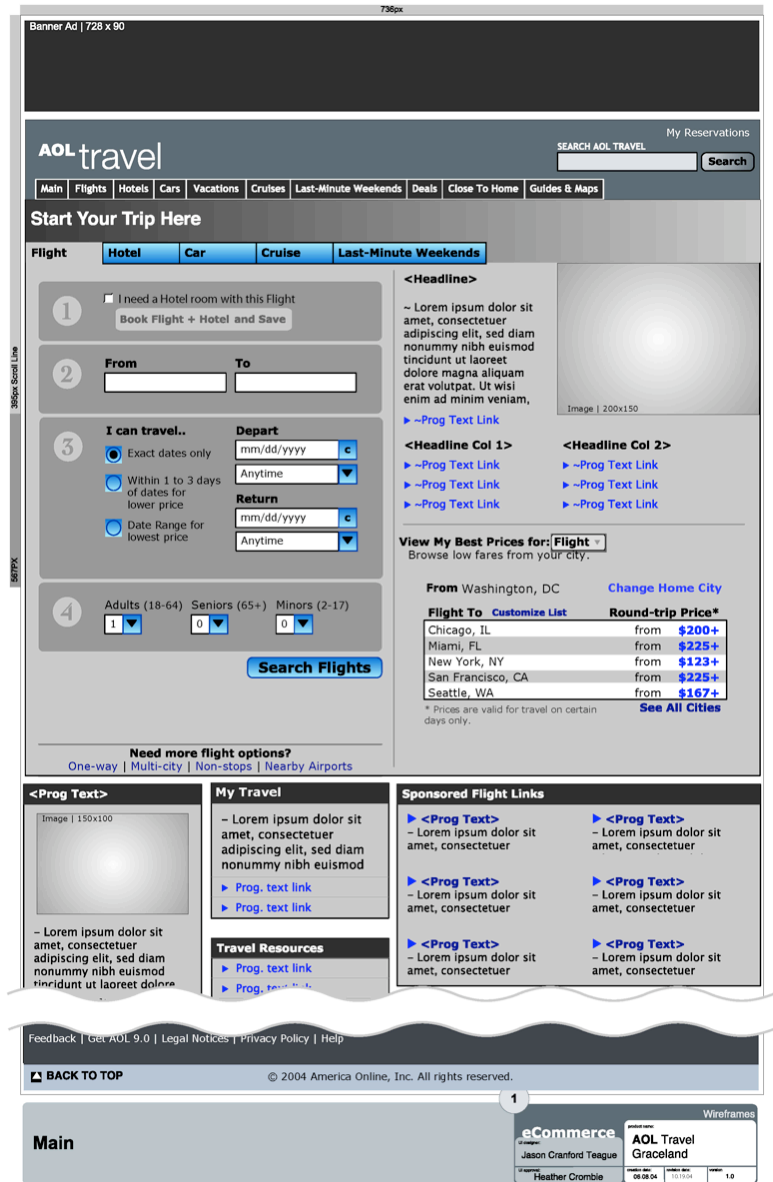 736px
Banner Ad | 728 x 90
My Reservations
AOL travel
SEARCH AOL TRAVEL
Search
Main Flights Hotels Cars Vacations Cruises Last-Minute Weekends Deals Close To Home Guides & Maps
Start Your Trip Here
Flight Hotel Car Cruise Last-Minute Weekends
395px Scroll Line
567PX
1
I need a Hotel room with this Flight
Book Flight + Hotel and Save
2
From To
3
I can travel.. Depart
Exact dates only
mm/dd/yyyy c
Anytime
Within 1 to 3 days
of dates for
lower price
Return
mm/dd/yyyy c
Date Range for
lowest price
Anytime
4
Adults (18-64) Seniors (65+) Minors (2-17)
1 0 0
Search Flights
Need more flight options?
One-way | Multi-city | Non-stops | Nearby Airports
<Headline>
~ Lorem ipsum dolor sit
amet, consectetuer
adipiscing elit, sed diam
nonummy nibh euismod
tincidunt ut laoreet
dolore magna aliquam
erat volutpat. Ut wisi
enim ad minim veniam,
~Prog Text Link
Image | 200x150
<Headline Col 1> <Headline Col 2>
~Prog Text Link ~Prog Text Link
~Prog Text Link ~Prog Text Link
~Prog Text Link ~Prog Text Link
View My Best Prices for: Flight
Browse low fares from your city.
From Washington, DC Change Home City
Flight To Customize List Round-trip Price*
Chicago, IL from $200+
Miami, FL from $225+
New York, NY from $123+
San Francisco, CA from $225+
Seattle, WA from $167+
* Prices are valid for travel on certain
days only.
See All Cities
<Prog Text>
Image | 150x100
– Lorem ipsum dolor sit
amet, consectetuer
adipiscing elit, sed diam
nonummy nibh euismod
tincidunt ut laoreet dolore
My Travel
– Lorem ipsum dolor sit
amet, consectetuer
adipiscing elit, sed diam
nonummy nibh euismod
Prog. text link
Prog. text link
Travel Resources
Prog. text link
Prog. text link
Sponsored Flight Links
<Prog Text> <Prog Text>
– Lorem ipsum dolor sit – Lorem ipsum dolor sit
amet, consectetuer amet, consectetuer
<Prog Text> <Prog Text>
– Lorem ipsum dolor sit – Lorem ipsum dolor sit
amet, consectetuer amet, consectetuer
<Prog Text> <Prog Text>
– Lorem ipsum dolor sit – Lorem ipsum dolor sit
amet, consectetuer amet, consectetuer
Feedback | Get AOL 9.0 | Legal Notices | Privacy Policy | Help
BACK TO TOP © 2004 America Online, Inc. All rights reserved.
1
Wireframes
Main
eCommerce
UI designer:
Jason Cranford Teague
UI approval:
Heather Crombie
product name:
AOL Travel
Graceland
creation date: revision date: version:
06.08.04 10.19.04 1.0